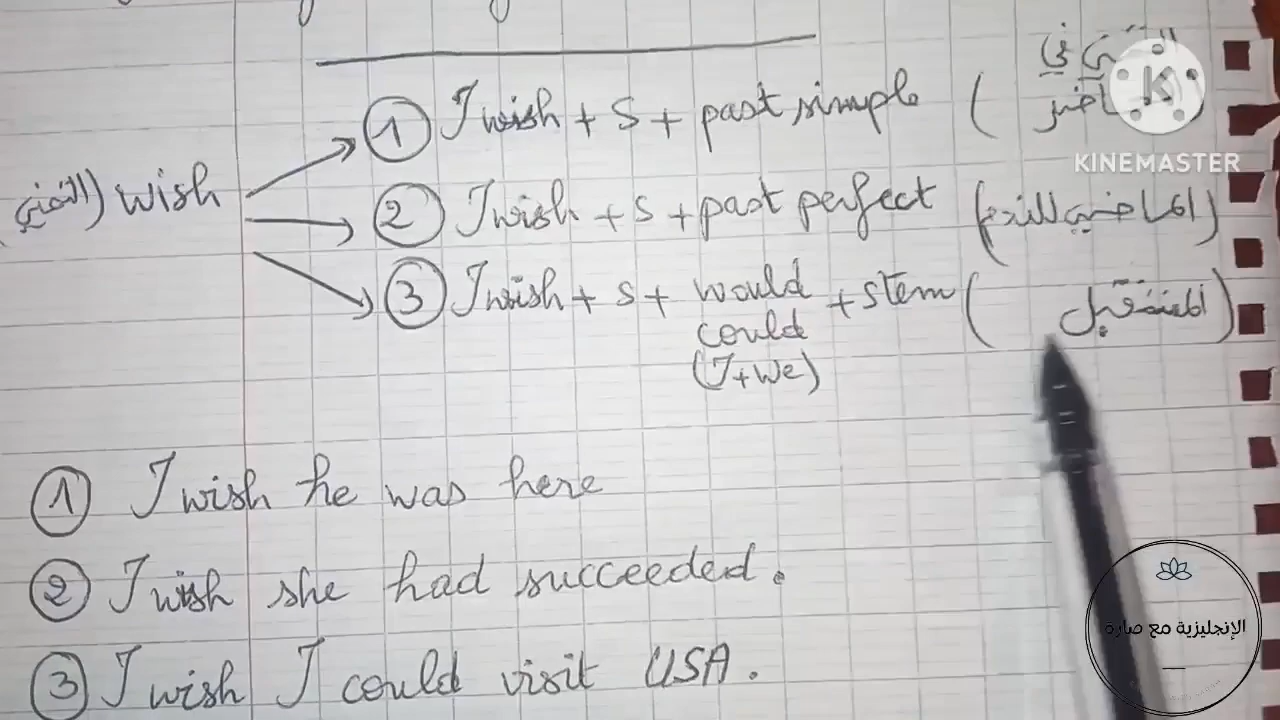 ① I wish + S + past simple ( التمني في
KINEMASTER
wish (التمني
② I wish + S + past perfect (الماضي للندم)
③ I wish + S + would + stem ( المستقبل )
could
(I + we)
① I wish he was here
② I wish she had succeeded.
③ I wish I could visit USA.
الإنجليزية مع صارة